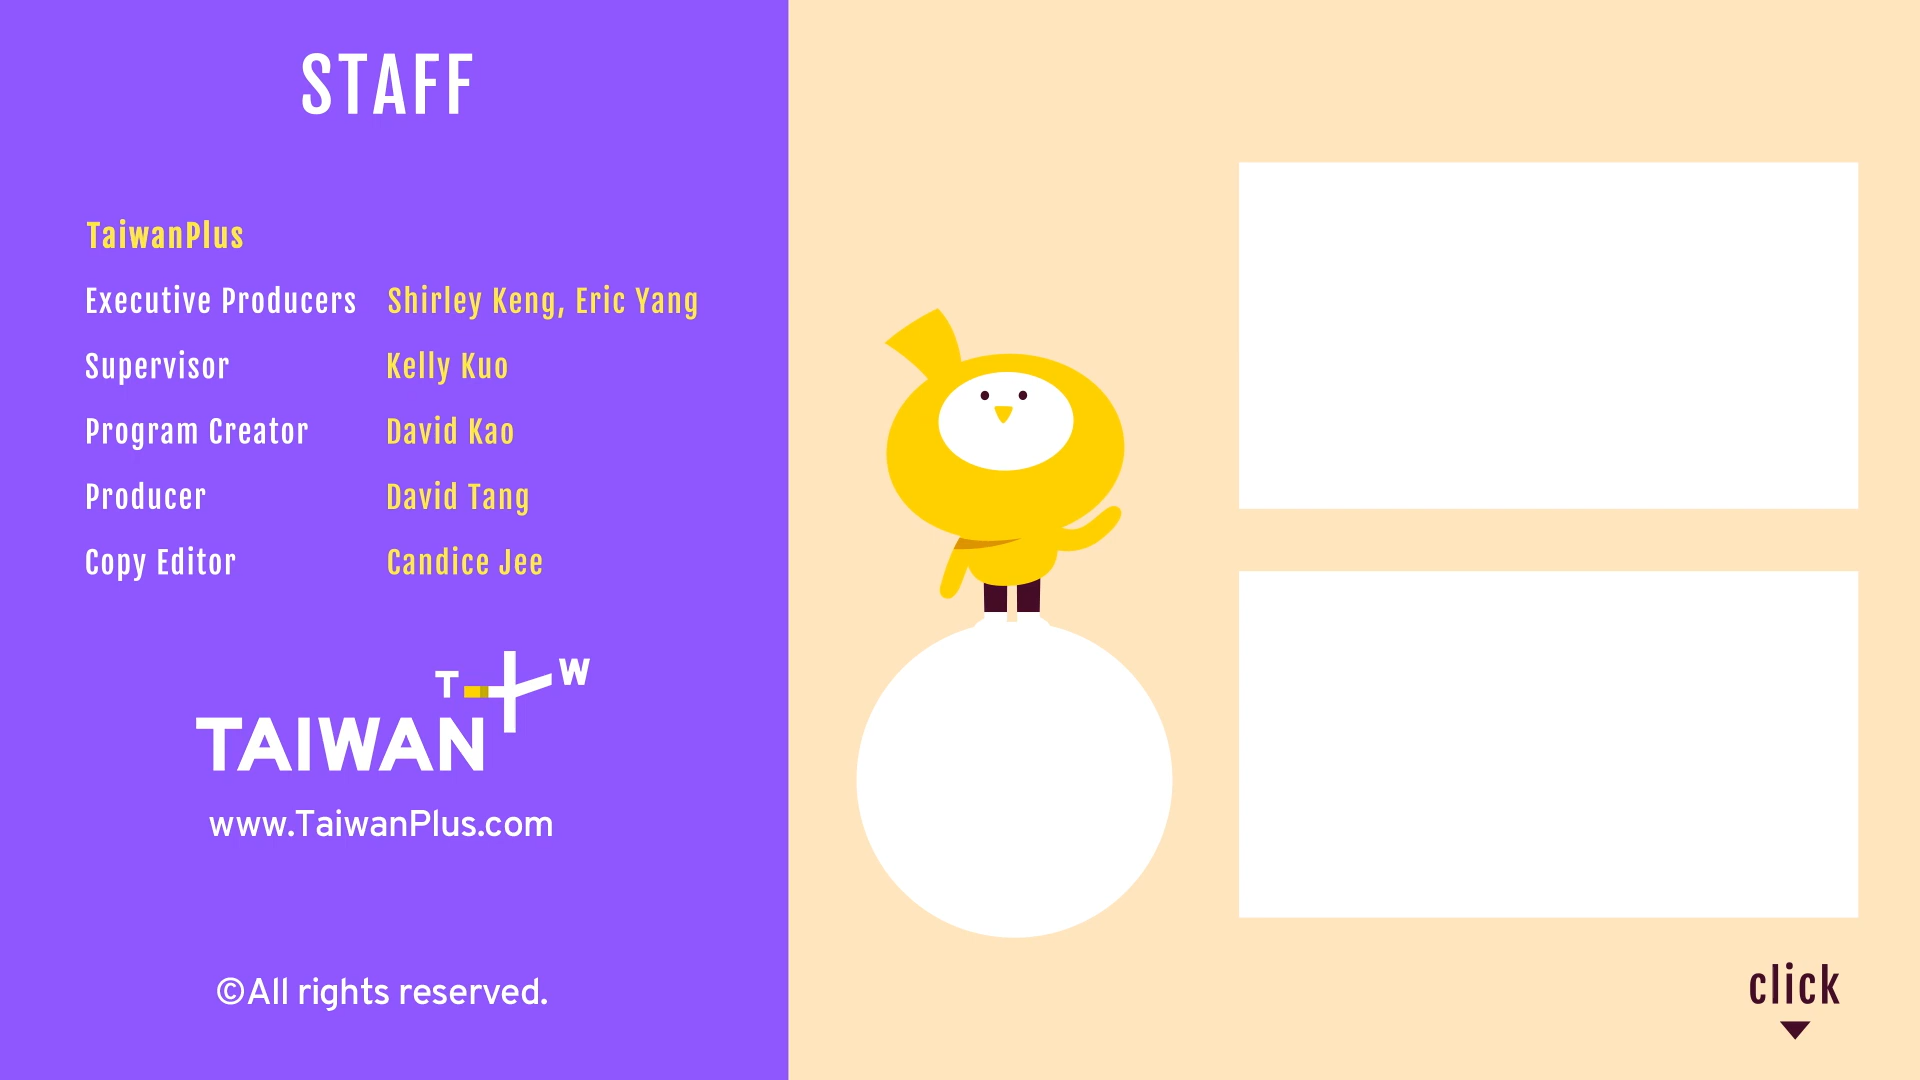 STAFF
TaiwanPlus
Executive Producers Shirley Keng, Eric Yang
Supervisor Kelly Kuo
Program Creator David Kao
Producer David Tang
Copy Editor Candice Jee
T W
TAIWAN+
www.TaiwanPlus.com
©All rights reserved.
click